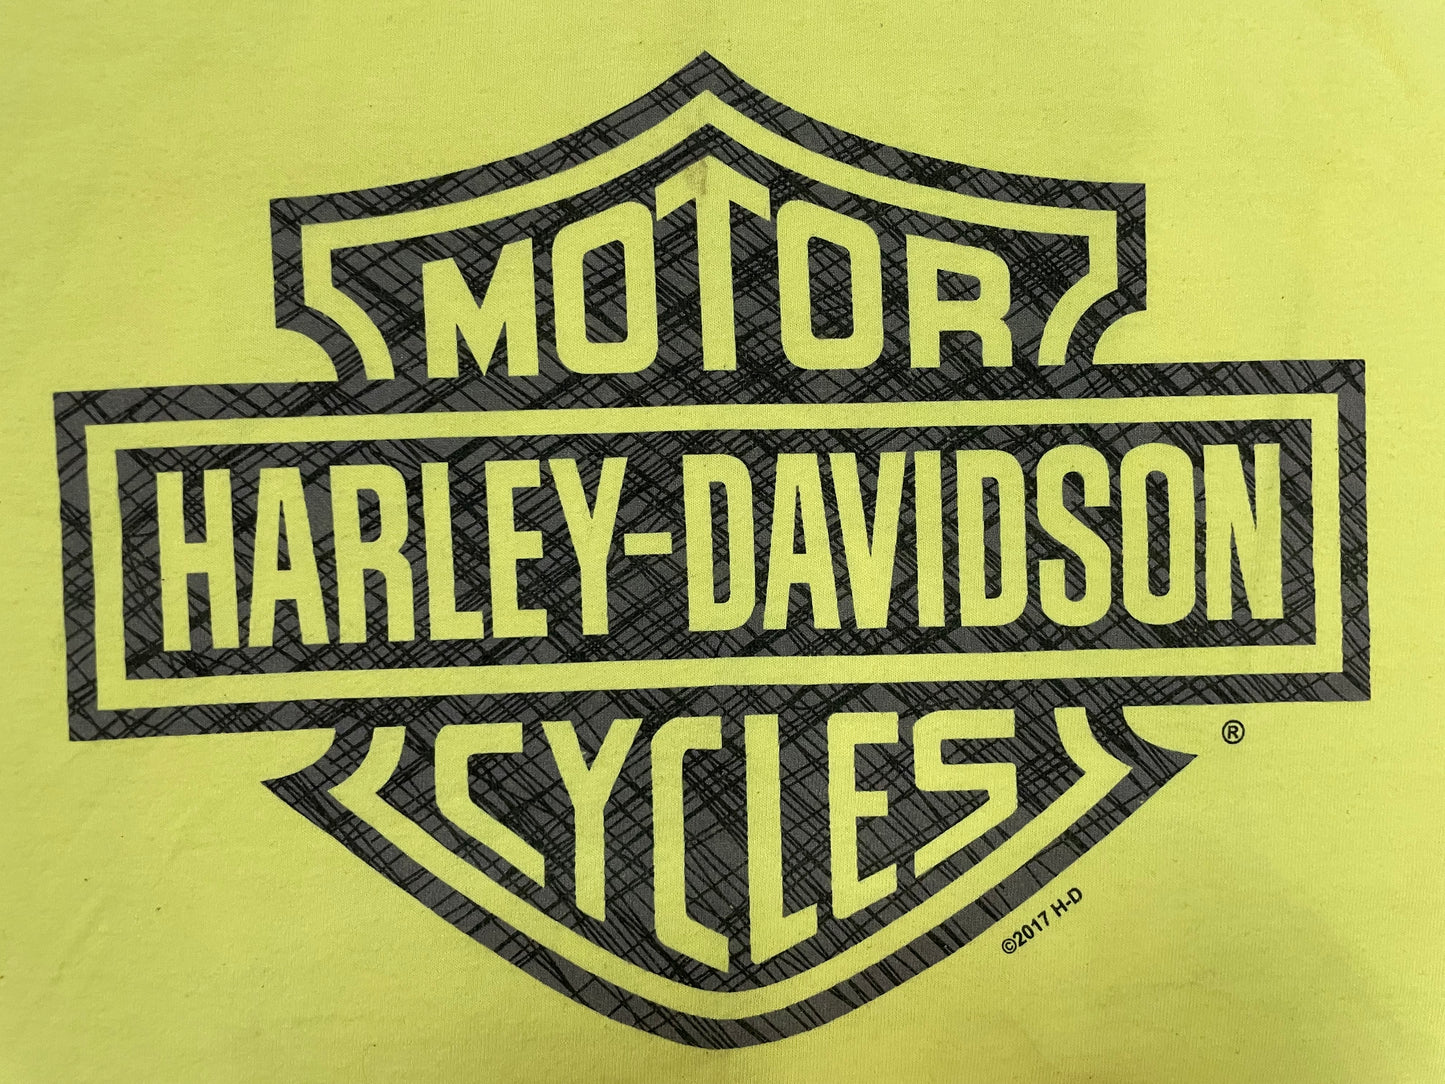 MOTOR
HARLEY-DAVIDSON
CYCLES
®
©2017 H-D